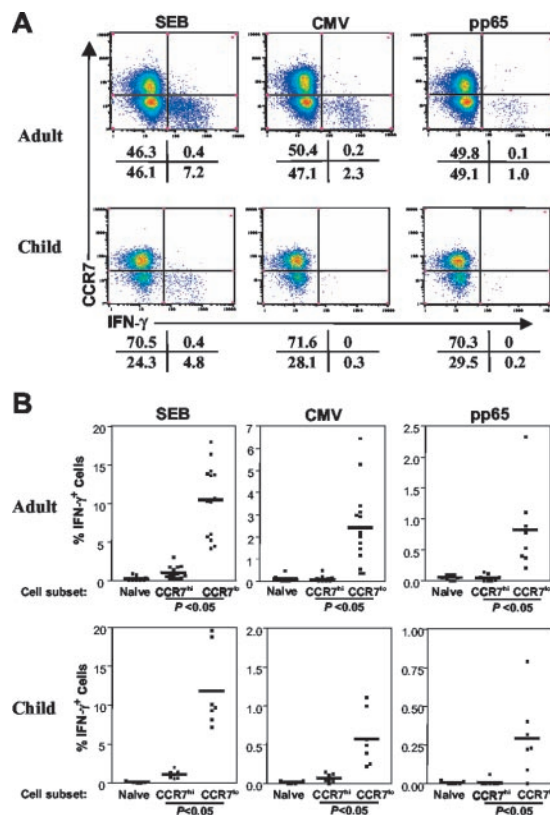 A
SEB CMV pp65
Adult
46.3 0.4 50.4 0.2 49.8 0.1
46.1 7.2 47.1 2.3 49.1 1.0
Child
CCR7
IFN-γ
70.5 0.4 71.6 0 70.3 0
24.3 4.8 28.1 0.3 29.5 0.2
B
SEB CMV pp65
Adult
% IFN-γ+ Cells
20 15 10 5 0
7 6 5 4 3 2 1 0
2.5 2.0 1.5 1.0 0.5 0.0
Cell subset: Naive CCR7hi CCR7lo Naive CCR7hi CCR7lo Naive CCR7hi CCR7lo
P<0.05 P<0.05 P<0.05
Child
% IFN-γ+ Cells
20 15 10 5 0
2.0 1.5 1.0 0.5 0.0
1.00 0.75 0.50 0.25 0.00
Cell subset: Naive CCR7hi CCR7lo Naive CCR7hi CCR7lo Naive CCR7hi CCR7lo
P<0.05 P<0.05 P<0.05